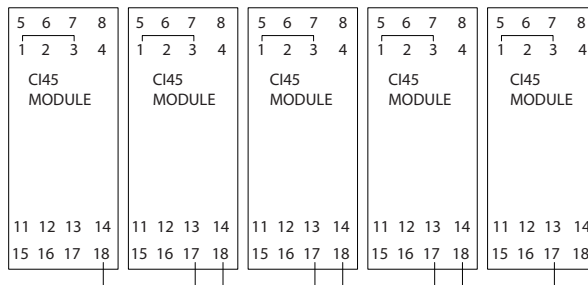 5 6 7 8 5 6 7 8 5 6 7 8 5 6 7 8 5 6 7 8
1 2 3 4 1 2 3 4 1 2 3 4 1 2 3 4 1 2 3 4
CI45 CI45 CI45 CI45 CI45
MODULE MODULE MODULE MODULE MODULE
11 12 13 14 11 12 13 14 11 12 13 14 11 12 13 14 11 12 13 14
15 16 17 18 15 16 17 18 15 16 17 18 15 16 17 18 15 16 17 18